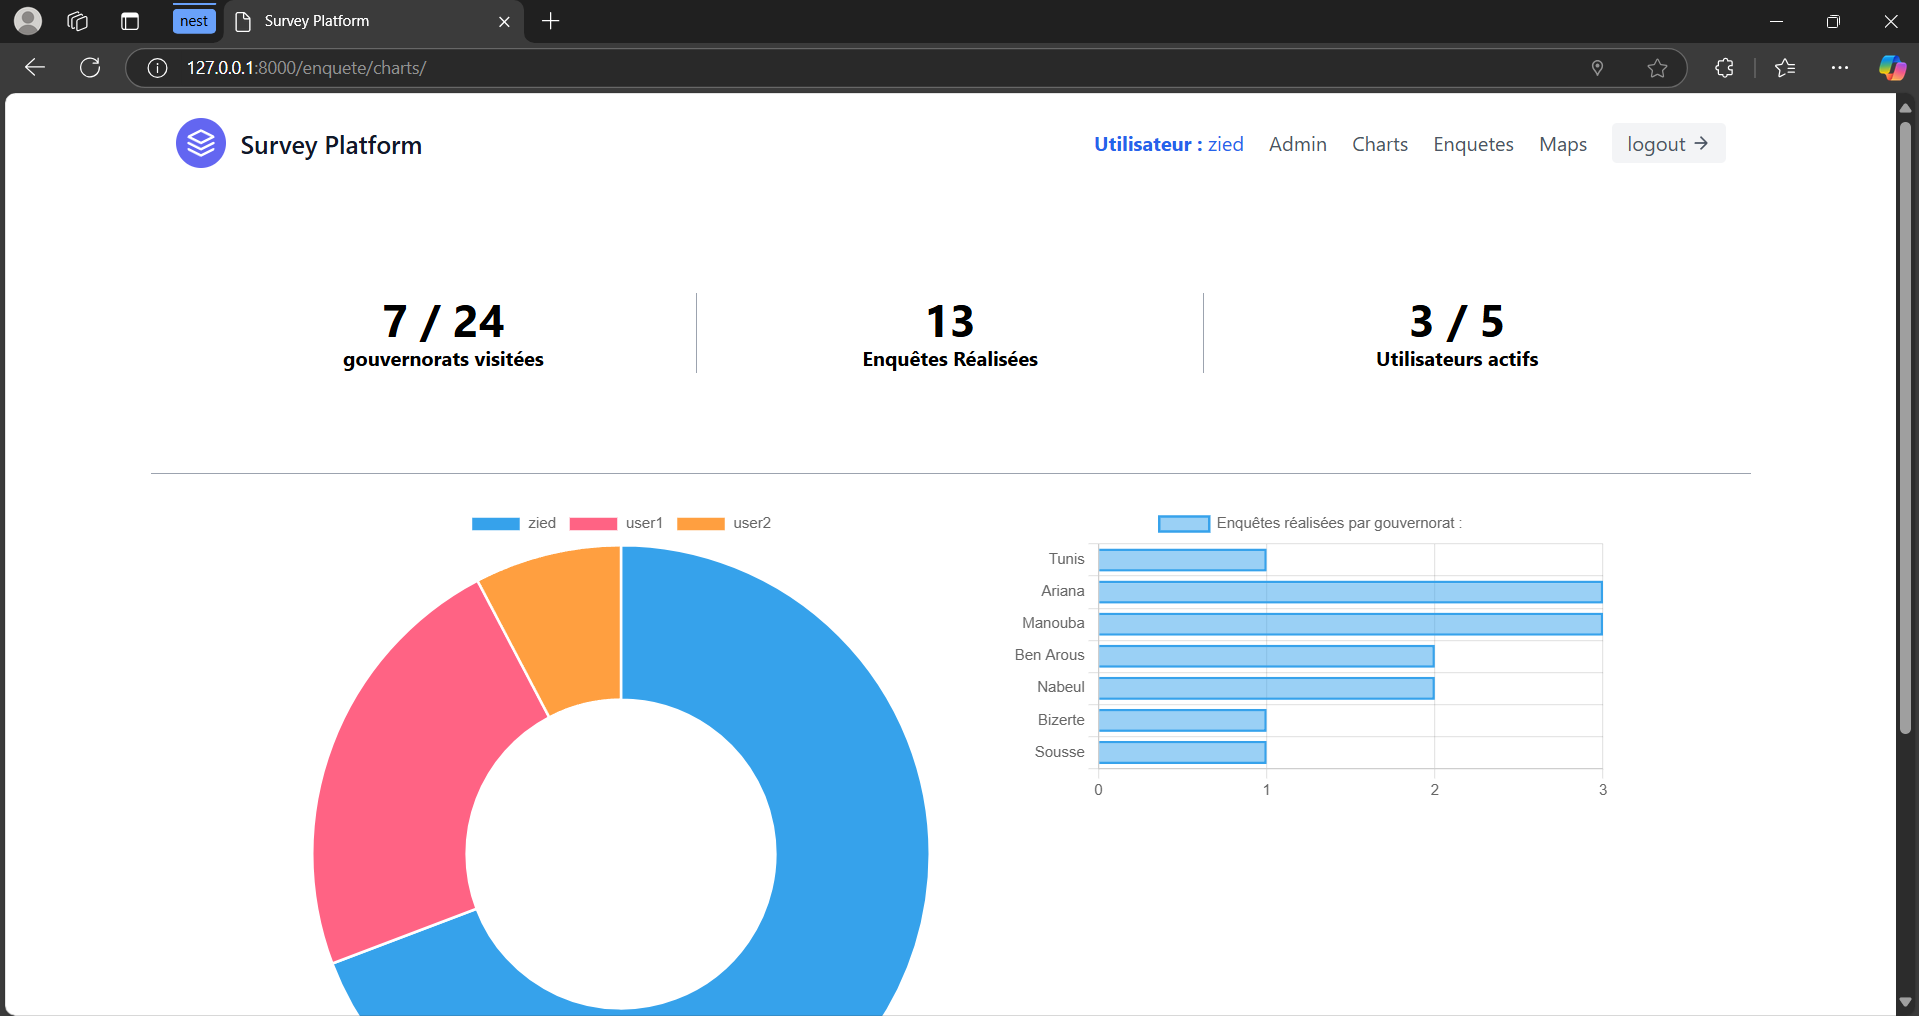 nest
Survey Platform
127.0.0.1:8000/enquete/charts/
Survey Platform
Utilisateur : zied Admin Charts Enquetes Maps logout →
7 / 24
gouvernorats visitées
13
Enquêtes Réalisées
3 / 5
Utilisateurs actifs
zied user1 user2
Enquêtes réalisées par gouvernorat :
Tunis
Ariana
Manouba
Ben Arous
Nabeul
Bizerte
Sousse
0 1 2 3